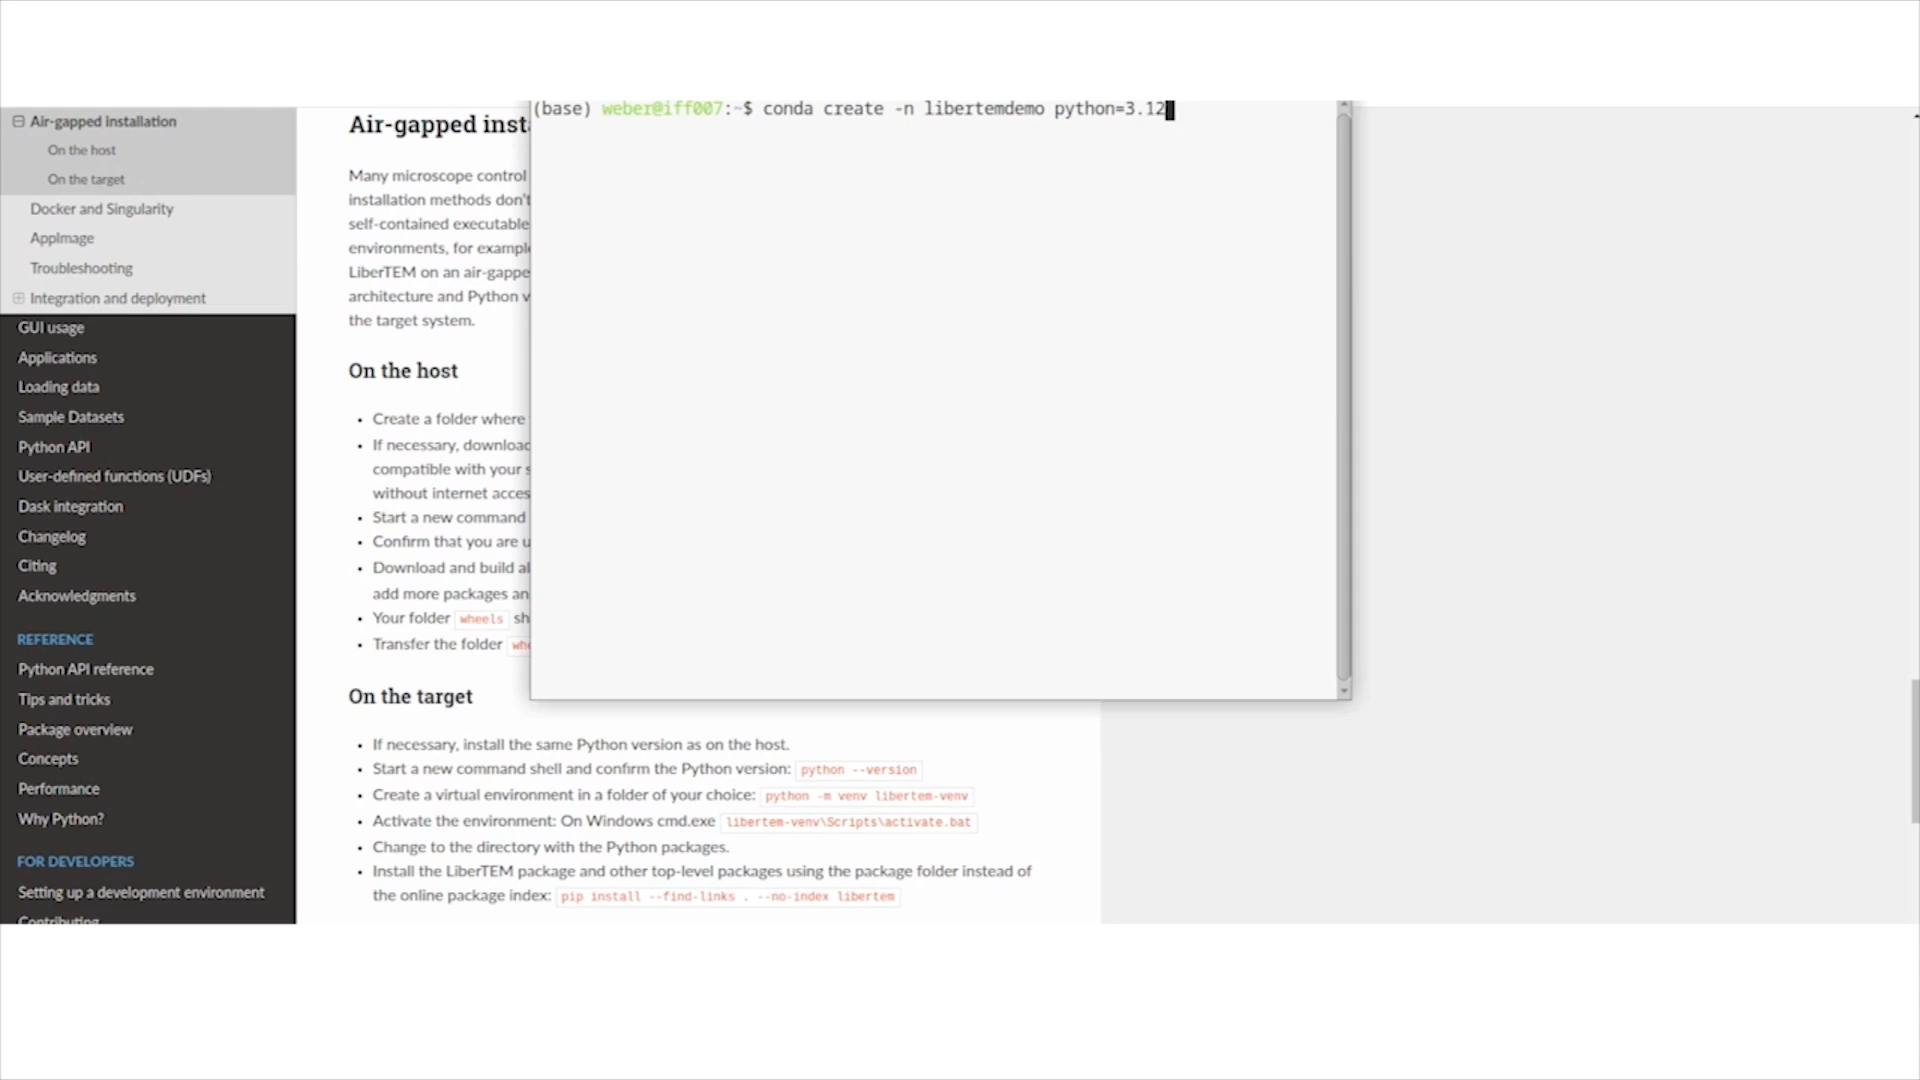 Air-gapped installation
On the host
On the target
Docker and Singularity
AppImage
Troubleshooting
Integration and deployment
GUI usage
Applications
Loading data
Sample Datasets
Python API
User-defined functions (UDFs)
Dask integration
Changelog
Citing
Acknowledgments
REFERENCE
Python API reference
Tips and tricks
Package overview
Concepts
Performance
Why Python?
FOR DEVELOPERS
Setting up a development environment
Contributing
Air-gapped inst
Many microscope control
installation methods don't
self-contained executable
environments, for example
LiberTEM on an air-gappe
architecture and Python v
the target system.
On the host
• Create a folder where
• If necessary, download
compatible with your s
without internet acces
• Start a new command
• Confirm that you are u
• Download and build al
add more packages an
• Your folder wheels sh
• Transfer the folder whe
On the target
• If necessary, install the same Python version as on the host.
• Start a new command shell and confirm the Python version: python --version
• Create a virtual environment in a folder of your choice: python -m venv libertem-venv
• Activate the environment: On Windows cmd.exe libertem-venv\Scripts\activate.bat
• Change to the directory with the Python packages.
• Install the LiberTEM package and other top-level packages using the package folder instead of
the online package index: pip install --find-links . --no-index libertem
(base) weber@iff007:~$ conda create -n libertemdemo python=3.12